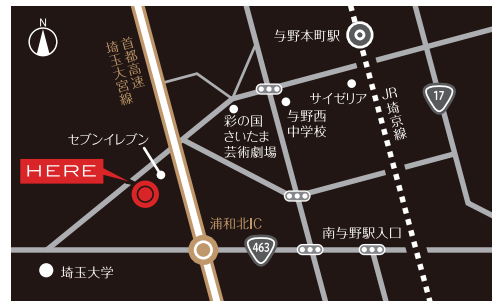 N
首都高速
埼玉大宮線
与野本町駅
サイゼリア
与野西
中学校
彩の国
さいたま
芸術劇場
JR埼京線
17
セブンイレブン
HERE
浦和北IC
463
南与野駅入口
埼玉大学